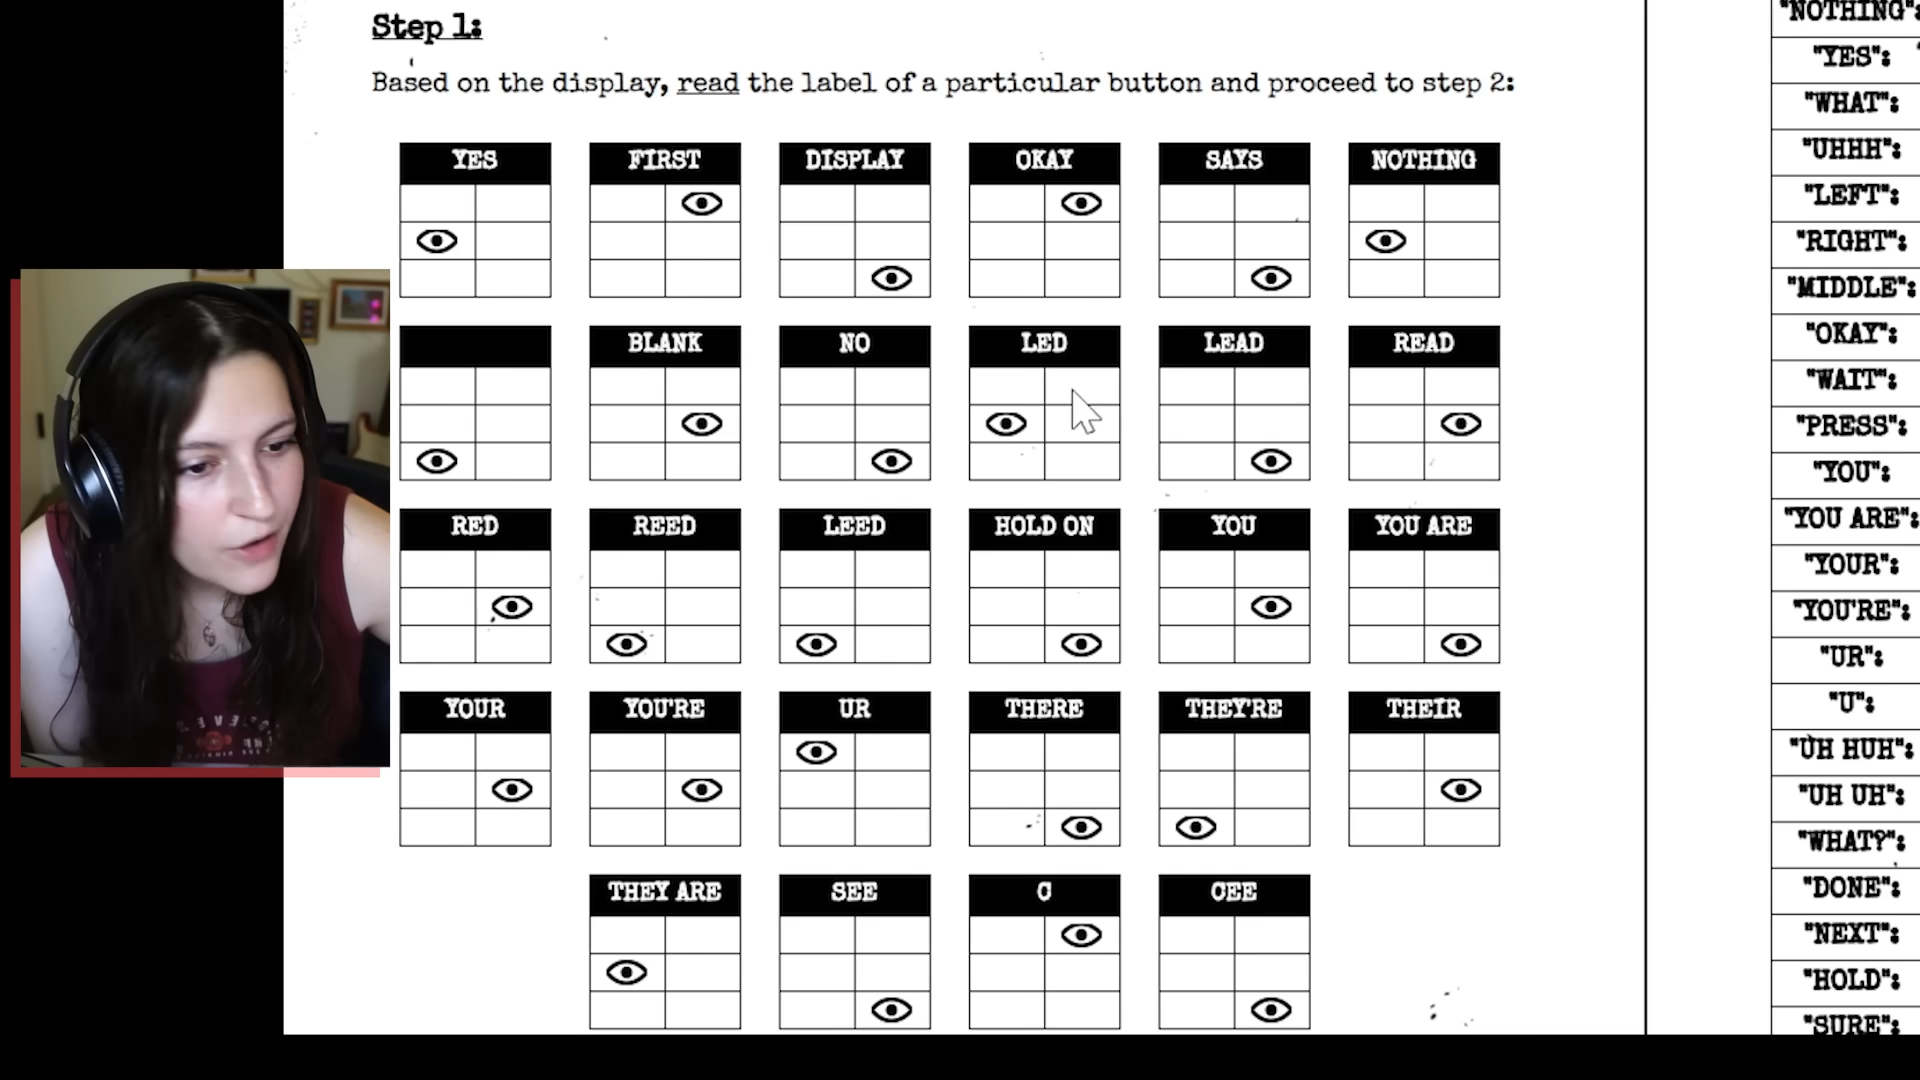 Step 1:
Based on the display, read the label of a particular button and proceed to step 2:
YES FIRST DISPLAY OKAY SAYS NOTHING
BLANK NO LED LEAD READ
RED REED LEED HOLD ON YOU YOU ARE
YOUR YOU'RE UR THERE THEY'RE THEIR
THEY ARE SEE C CEE
"NOTHING":
"YES":
"WHAT":
"UHHH":
"LEFT":
"RIGHT":
"MIDDLE":
"OKAY":
"WAIT":
"PRESS":
"YOU":
"YOU ARE":
"YOUR":
"YOU'RE":
"UR":
"U":
"UH HUH":
"UH UH":
"WHAT?":
"DONE":
"NEXT":
"HOLD":
"SURE":